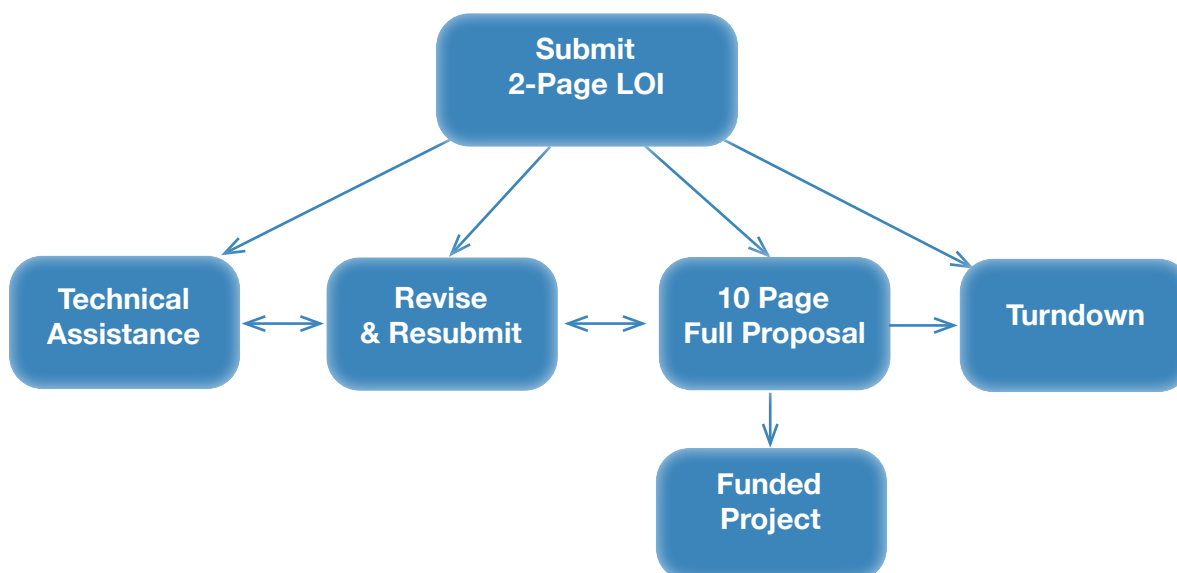 Submit
2-Page LOI
Technical
Assistance
Revise
& Resubmit
10 Page
Full Proposal
Turndown
Funded
Project